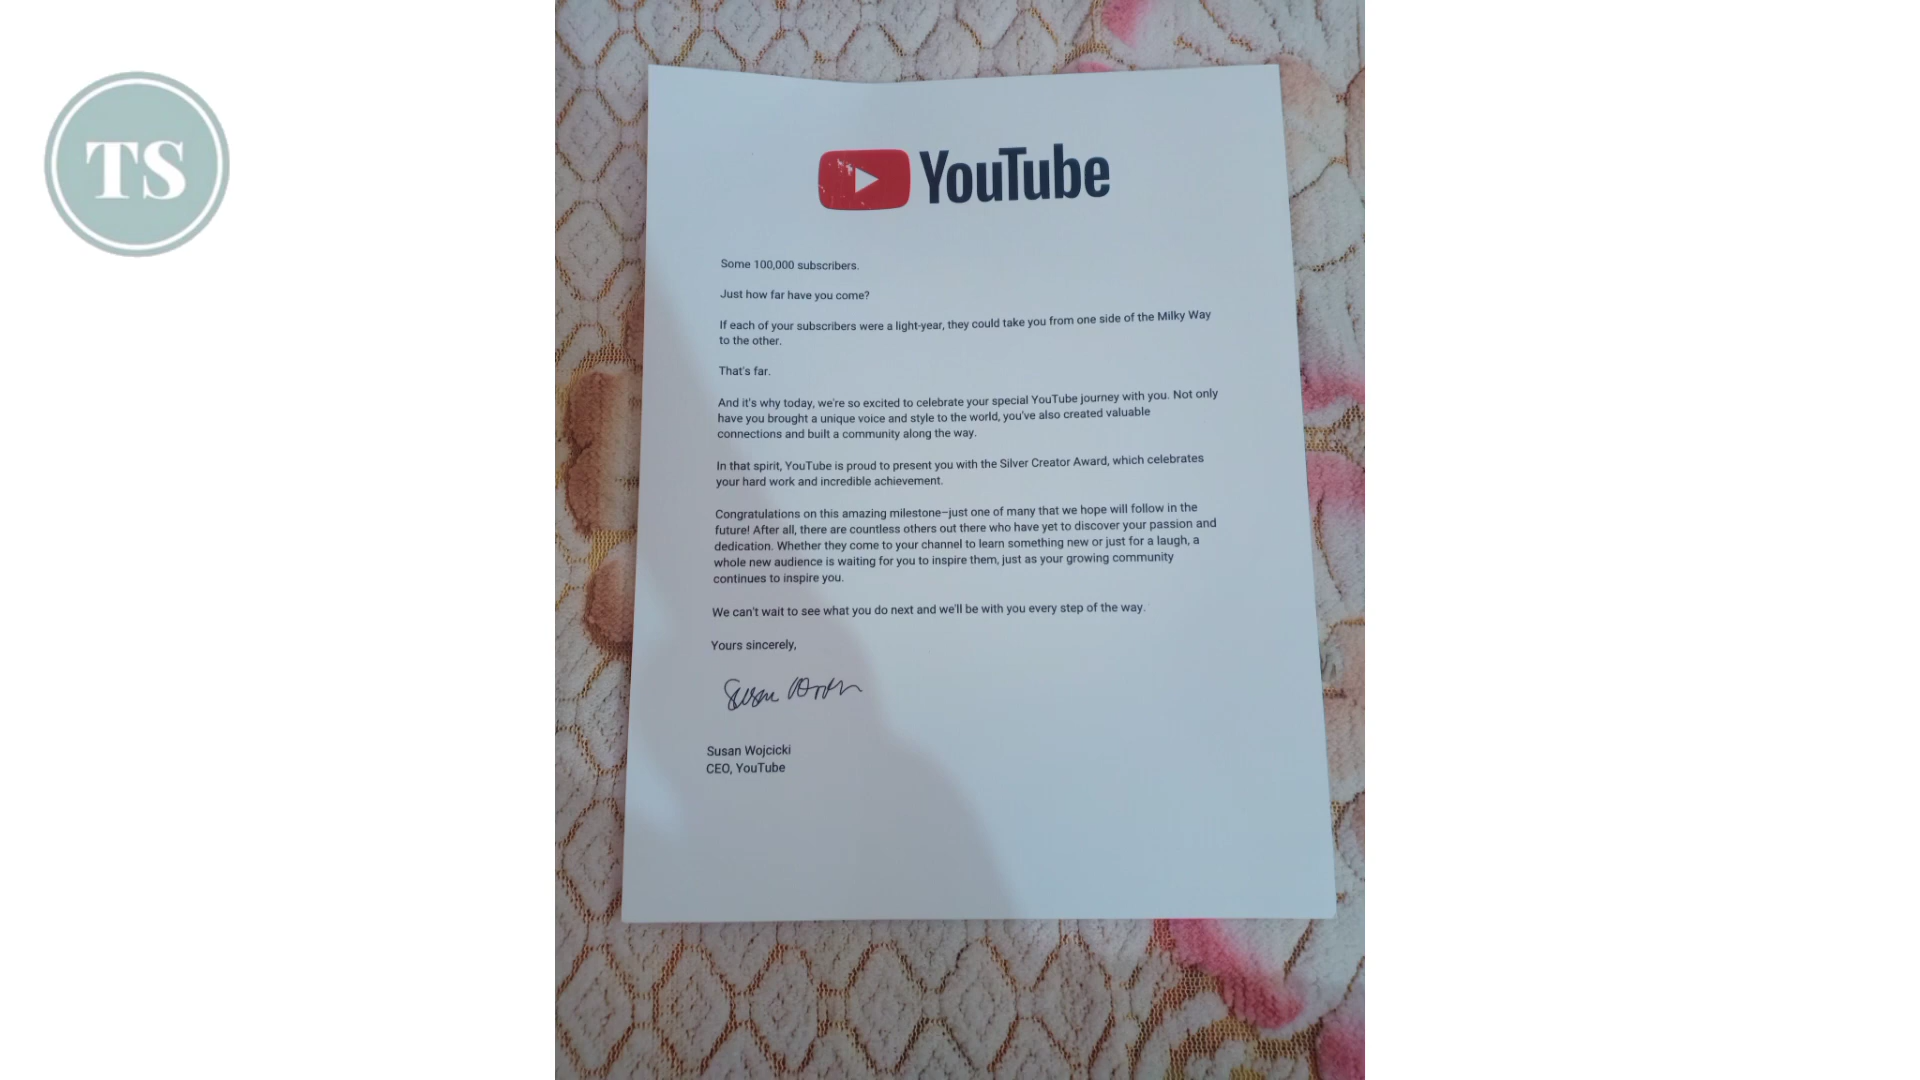 TS
YouTube
Some 100,000 subscribers.
Just how far have you come?
If each of your subscribers were a light-year, they could take you from one side of the Milky Way
to the other.
That's far.
And it's why today, we're so excited to celebrate your special YouTube journey with you. Not only
have you brought a unique voice and style to the world, you've also created valuable
connections and built a community along the way.
In that spirit, YouTube is proud to present you with the Silver Creator Award, which celebrates
your hard work and incredible achievement.
Congratulations on this amazing milestone–just one of many that we hope will follow in the
future! After all, there are countless others out there who have yet to discover your passion and
dedication. Whether they come to your channel to learn something new or just for a laugh, a
whole new audience is waiting for you to inspire them, just as your growing community
continues to inspire you.
We can't wait to see what you do next and we'll be with you every step of the way.
Yours sincerely,
Susan
Susan Wojcicki
CEO, YouTube